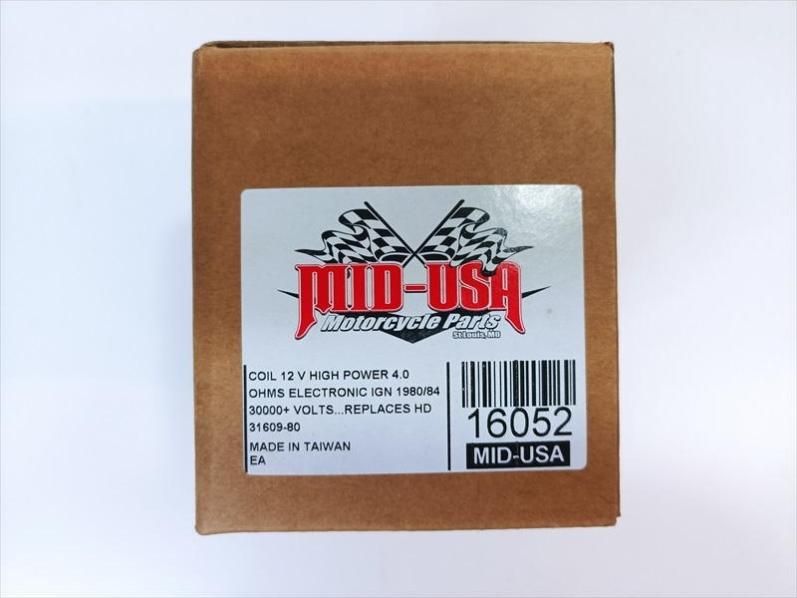 MID-USA
Motorcycle Parts
St.Louis, MO
COIL 12 V HIGH POWER 4.0
OHMS ELECTRONIC IGN 1980/84
30000+ VOLTS...REPLACES HD
31609-80
MADE IN TAIWAN
EA
16052
MID-USA